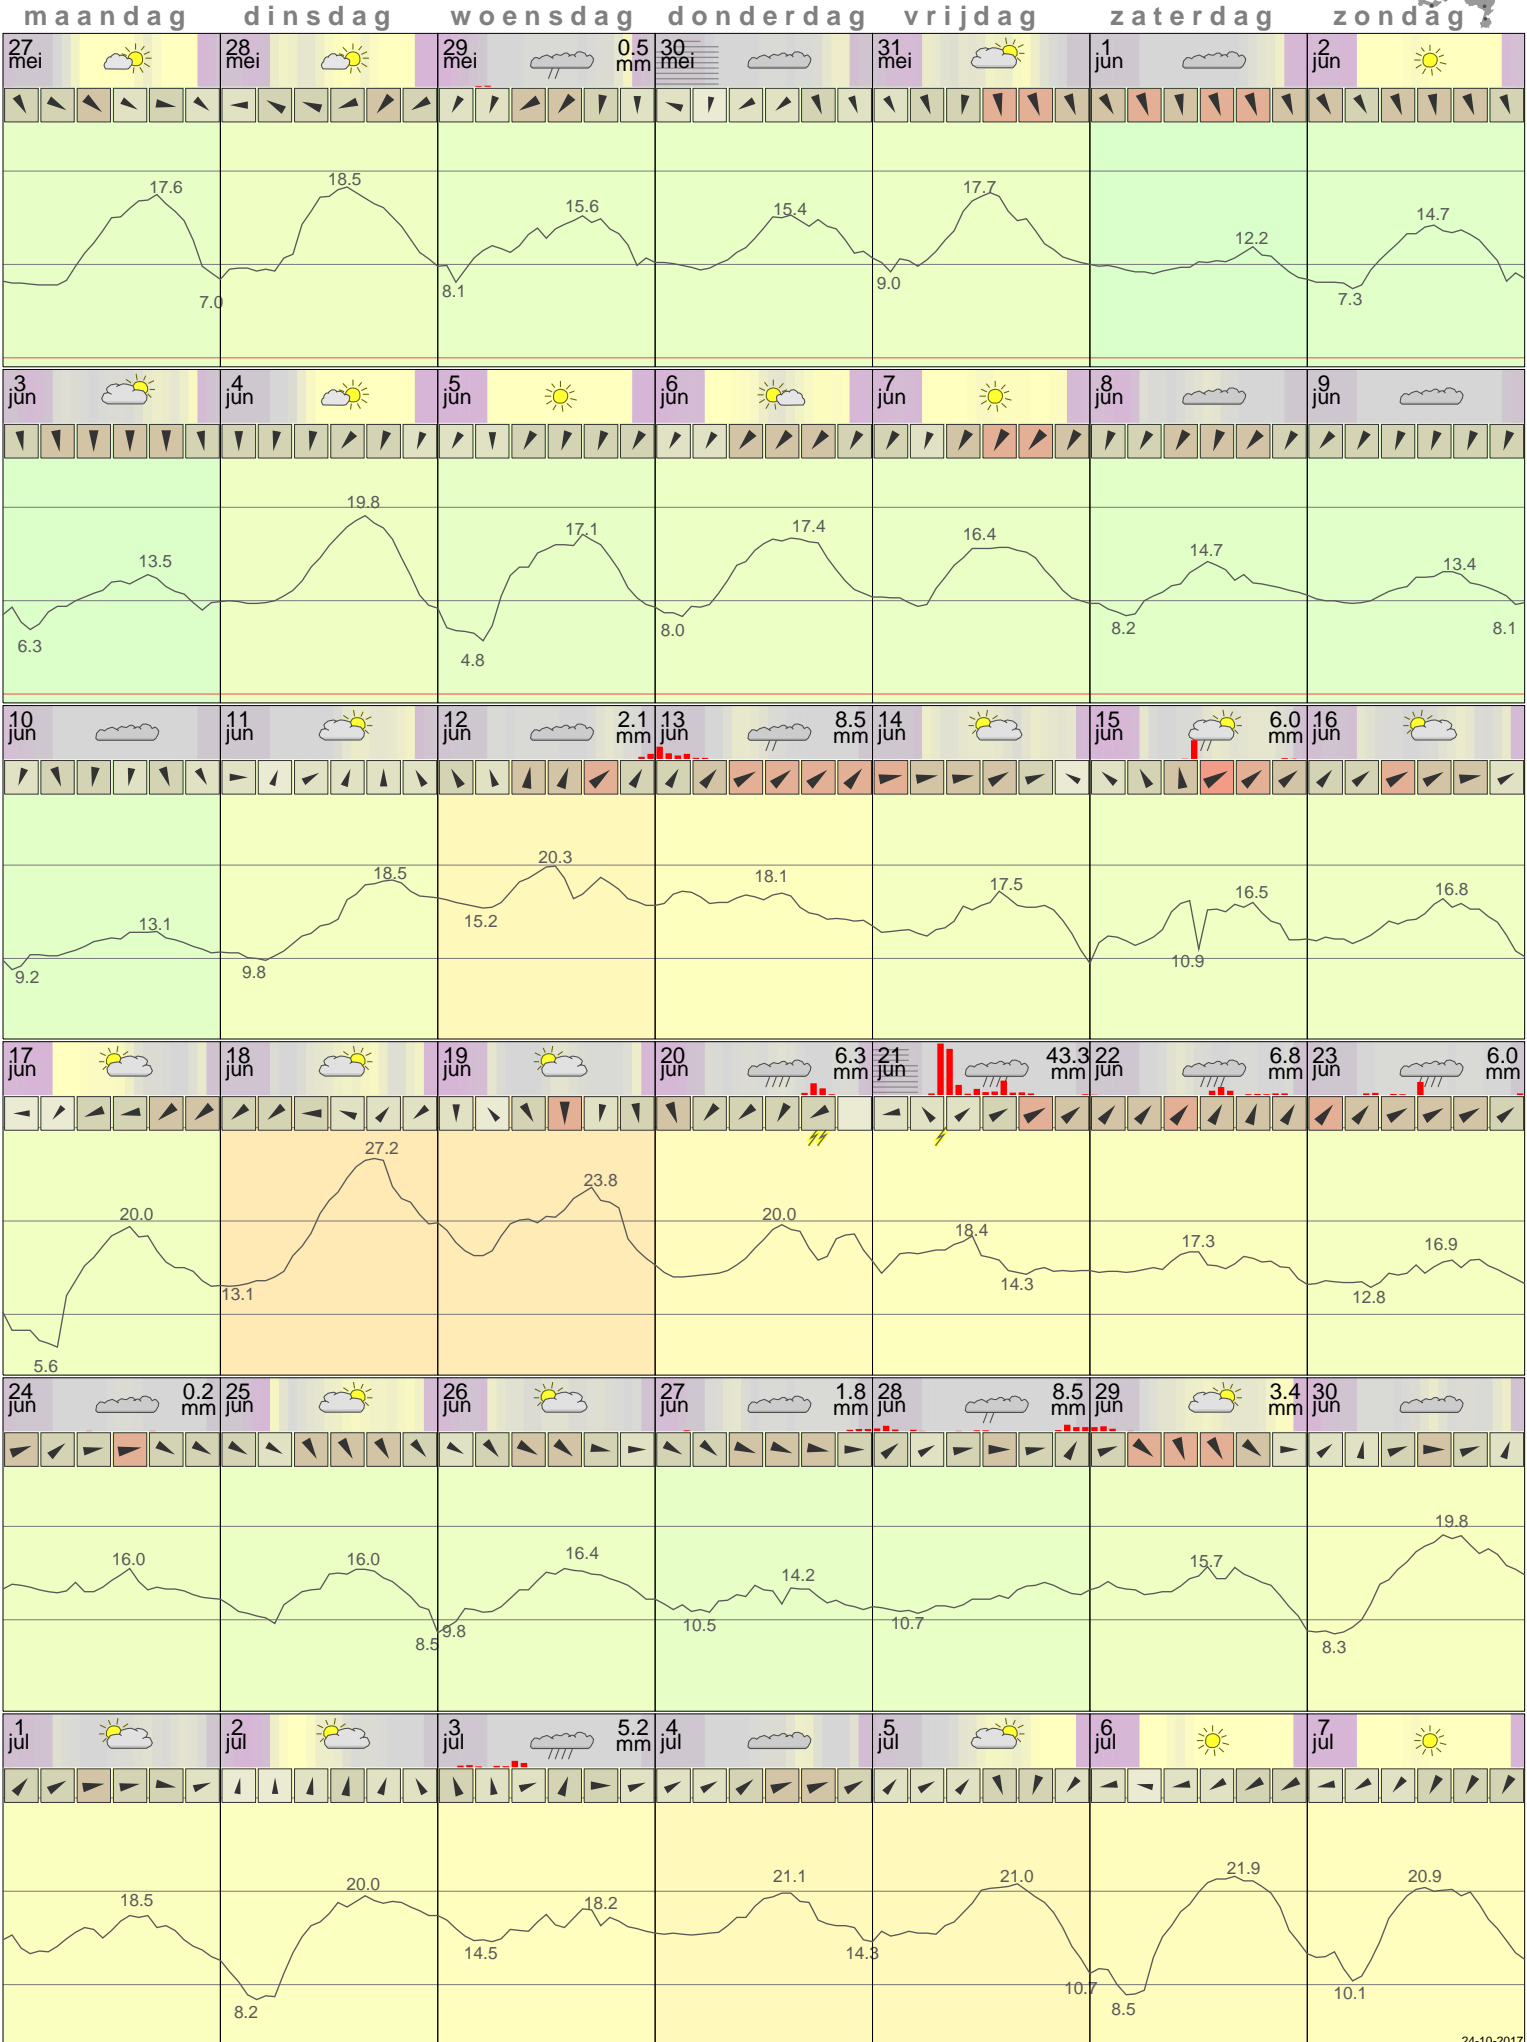 maandag dinsdag woensdag donderdag vrijdag zaterdag zondag
27 28 29 0.5 30 31 1 2
mei mei mei mm mei mei jun jun
17.6 18.5 15.6 15.4 17.7 12.2 14.7
7.0 8.1 9.0 7.3
3 4 5 6 7 8 9
jun jun jun jun jun jun jun
13.5 19.8 17.1 17.4 16.4 14.7 13.4
6.3 4.8 8.0 8.2 8.1
10 11 12 2.1 13 8.5 14 15 6.0 16
jun jun jun mm jun mm jun jun mm jun
13.1 18.5 20.3 18.1 17.5 16.5 16.8
9.2 9.8 15.2 10.9
17 18 19 20 6.3 21 43.3 22 6.8 23 6.0
jun jun jun jun mm jun mm jun mm jun mm
20.0 27.2 23.8 20.0 18.4 17.3 16.9
5.6 13.1 14.3 12.8
24 0.2 25 26 27 1.8 28 8.5 29 3.4 30
jun mm jun jun jun mm jun mm jun mm jun
16.0 16.0 16.4 14.2 15.7 19.8
8.5 9.8 10.5 10.7 8.3
1 2 3 5.2 4 5 6 7
jul jul jul mm jul jul jul jul
18.5 20.0 18.2 21.1 21.0 21.9 20.9
8.2 14.5 14.3 10.7 8.5 10.1
24-10-2017